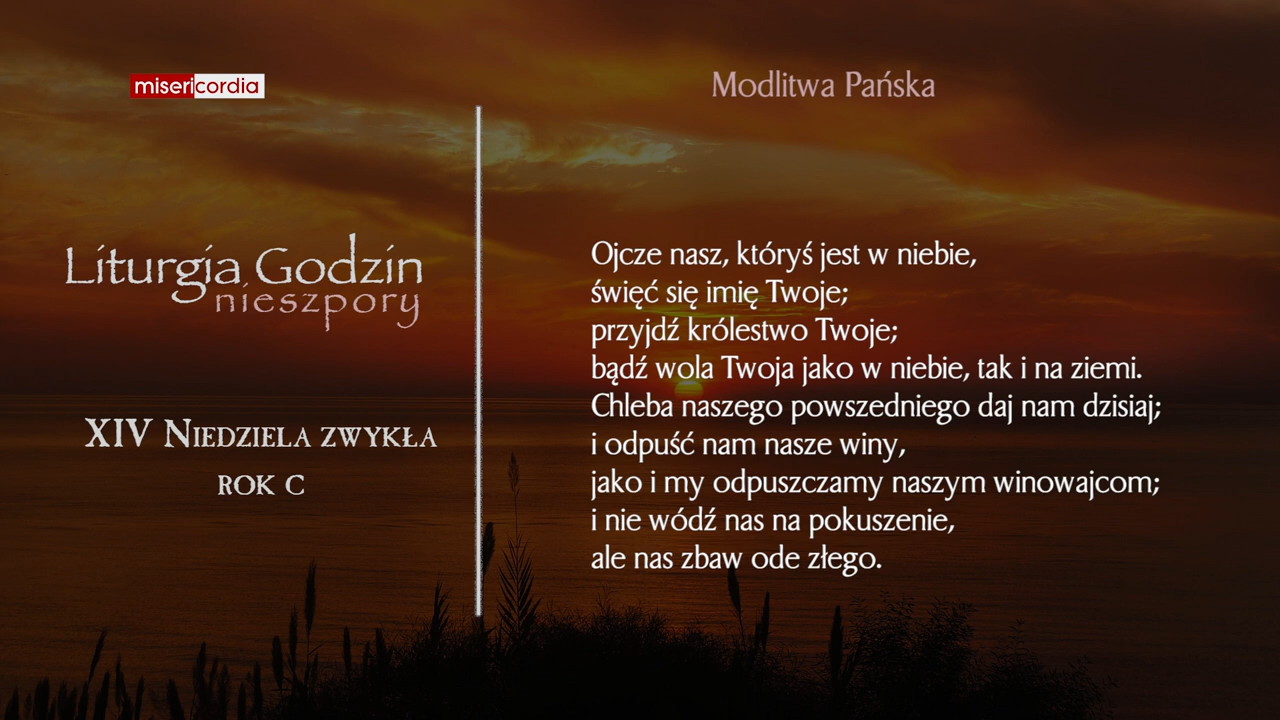 misericordia
Liturgia Godzin
nieszpory
XIV Niedziela zwykła
rok C
Modlitwa Pańska
Ojcze nasz, któryś jest w niebie,
święć się imię Twoje;
przyjdź królestwo Twoje;
bądź wola Twoja jako w niebie, tak i na ziemi.
Chleba naszego powszedniego daj nam dzisiaj;
i odpuść nam nasze winy,
jako i my odpuszczamy naszym winowajcom;
i nie wódź nas na pokuszenie,
ale nas zbaw ode złego.